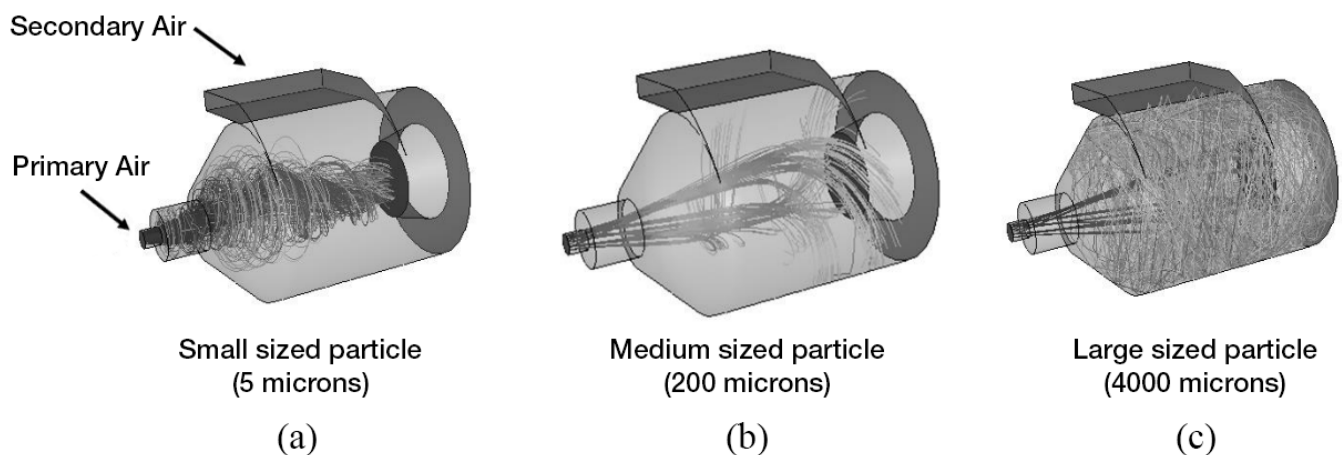 Secondary Air
Primary Air
Small sized particle
(5 microns)
(a)
Medium sized particle
(200 microns)
(b)
Large sized particle
(4000 microns)
(c)